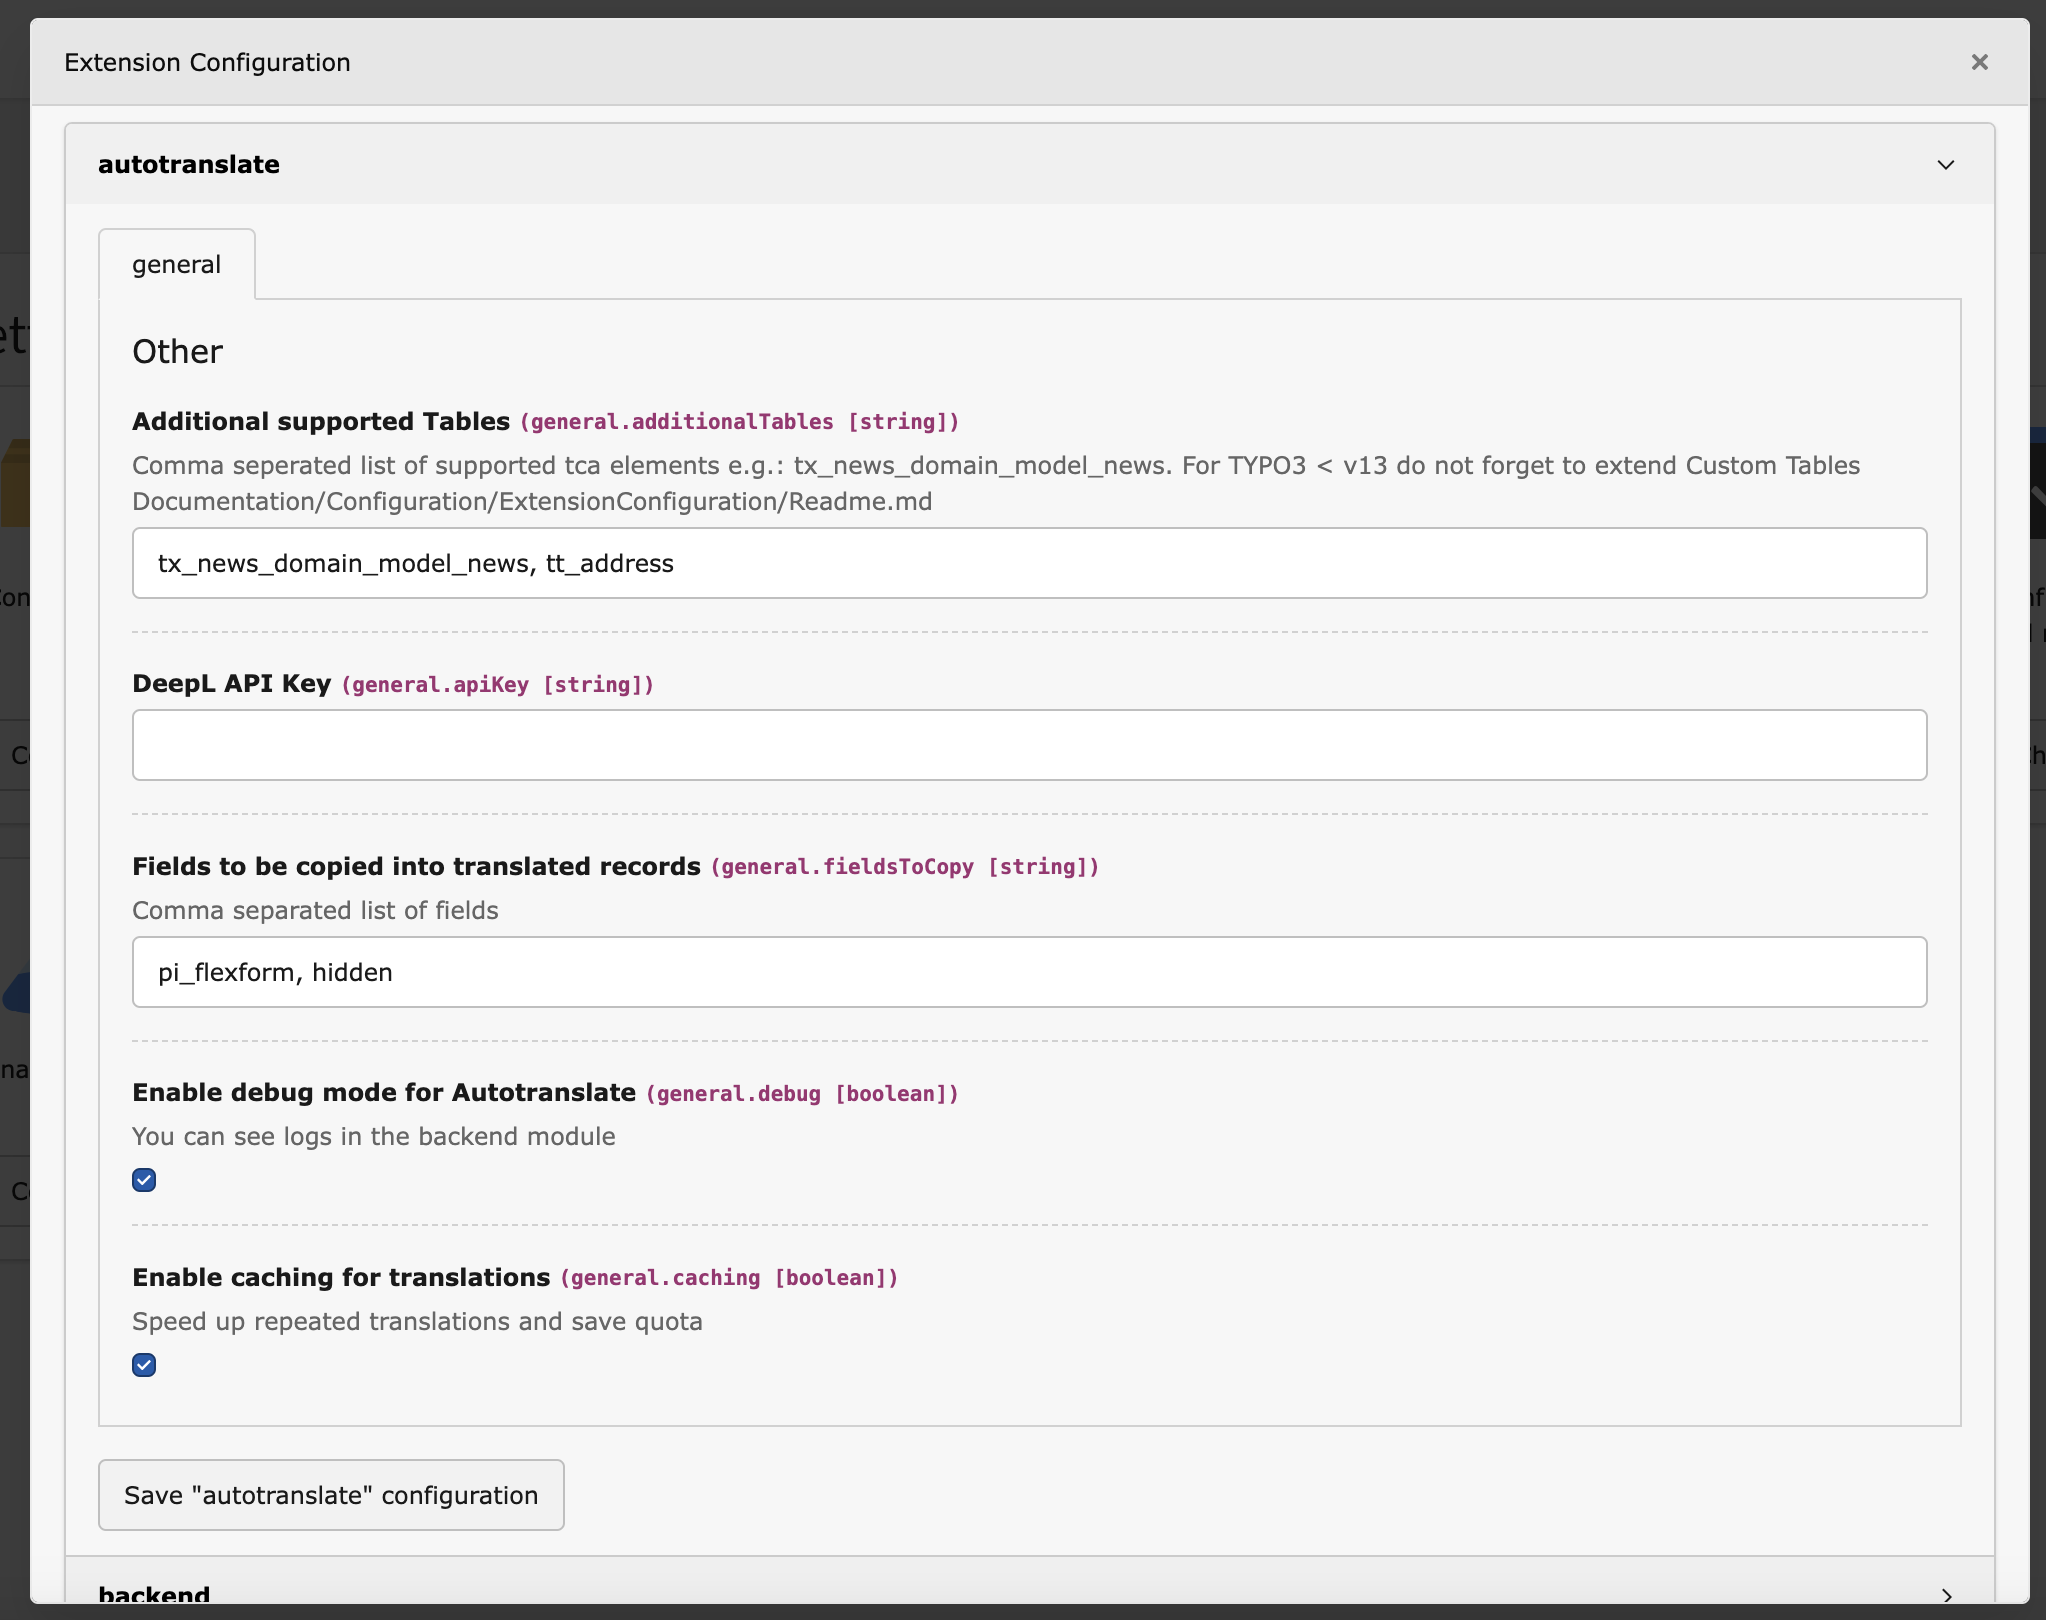 Extension Configuration
autotranslate
general
Other
Additional supported Tables (general.additionalTables [string])
Comma seperated list of supported tca elements e.g.: tx_news_domain_model_news. For TYPO3 < v13 do not forget to extend Custom Tables
Documentation/Configuration/ExtensionConfiguration/Readme.md
tx_news_domain_model_news, tt_address
DeepL API Key (general.apiKey [string])
Fields to be copied into translated records (general.fieldsToCopy [string])
Comma separated list of fields
pi_flexform, hidden
Enable debug mode for Autotranslate (general.debug [boolean])
You can see logs in the backend module
Enable caching for translations (general.caching [boolean])
Speed up repeated translations and save quota
Save "autotranslate" configuration
backend